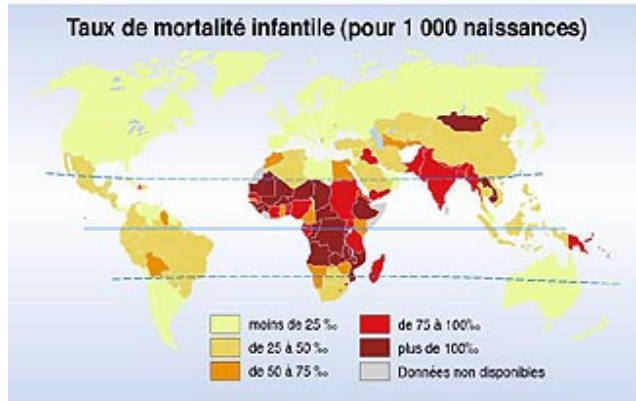 Taux de mortalité infantile (pour 1 000 naissances)
moins de 25 ‰
de 25 à 50 ‰
de 50 à 75 ‰
de 75 à 100‰
plus de 100‰
Données non disponibles